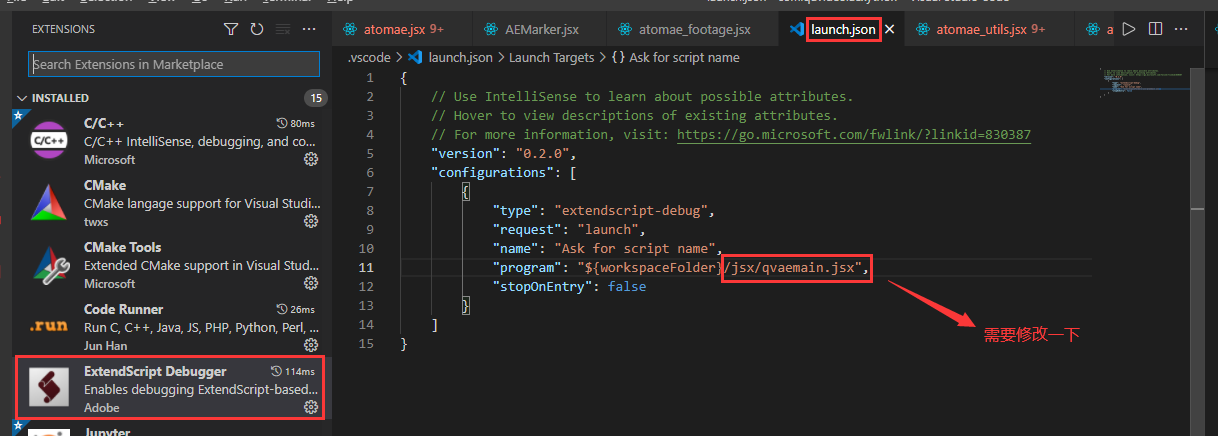 EXTENSIONS
Search Extensions in Marketplace
INSTALLED
15
C/C++
80ms
C/C++ IntelliSense, debugging, and co...
Microsoft
CMake
CMake langage support for Visual Studi...
twxs
CMake Tools
Extended CMake support in Visual Stud...
Microsoft
.run
Code Runner
26ms
Run C, C++, Java, JS, PHP, Python, Perl, ...
Jun Han
ExtendScript Debugger
114ms
Enables debugging ExtendScript-based...
Adobe
Jupyter
atomae.jsx 9+
AEMarker.jsx
atomae_footage.jsx
launch.json
atomae_utils.jsx 9+
.vscode > launch.json > Launch Targets > {} Ask for script name
1 {
2 // Use IntelliSense to learn about possible attributes.
3 // Hover to view descriptions of existing attributes.
4 // For more information, visit: https://go.microsoft.com/fwlink/?linkid=830387
5 "version": "0.2.0",
6 "configurations": [
7 {
8 "type": "extendscript-debug",
9 "request": "launch",
10 "name": "Ask for script name",
11 "program": "${workspaceFolder}/jsx/qvaemain.jsx",
12 "stopOnEntry": false
13 }
14 ]
15 }
需要修改一下